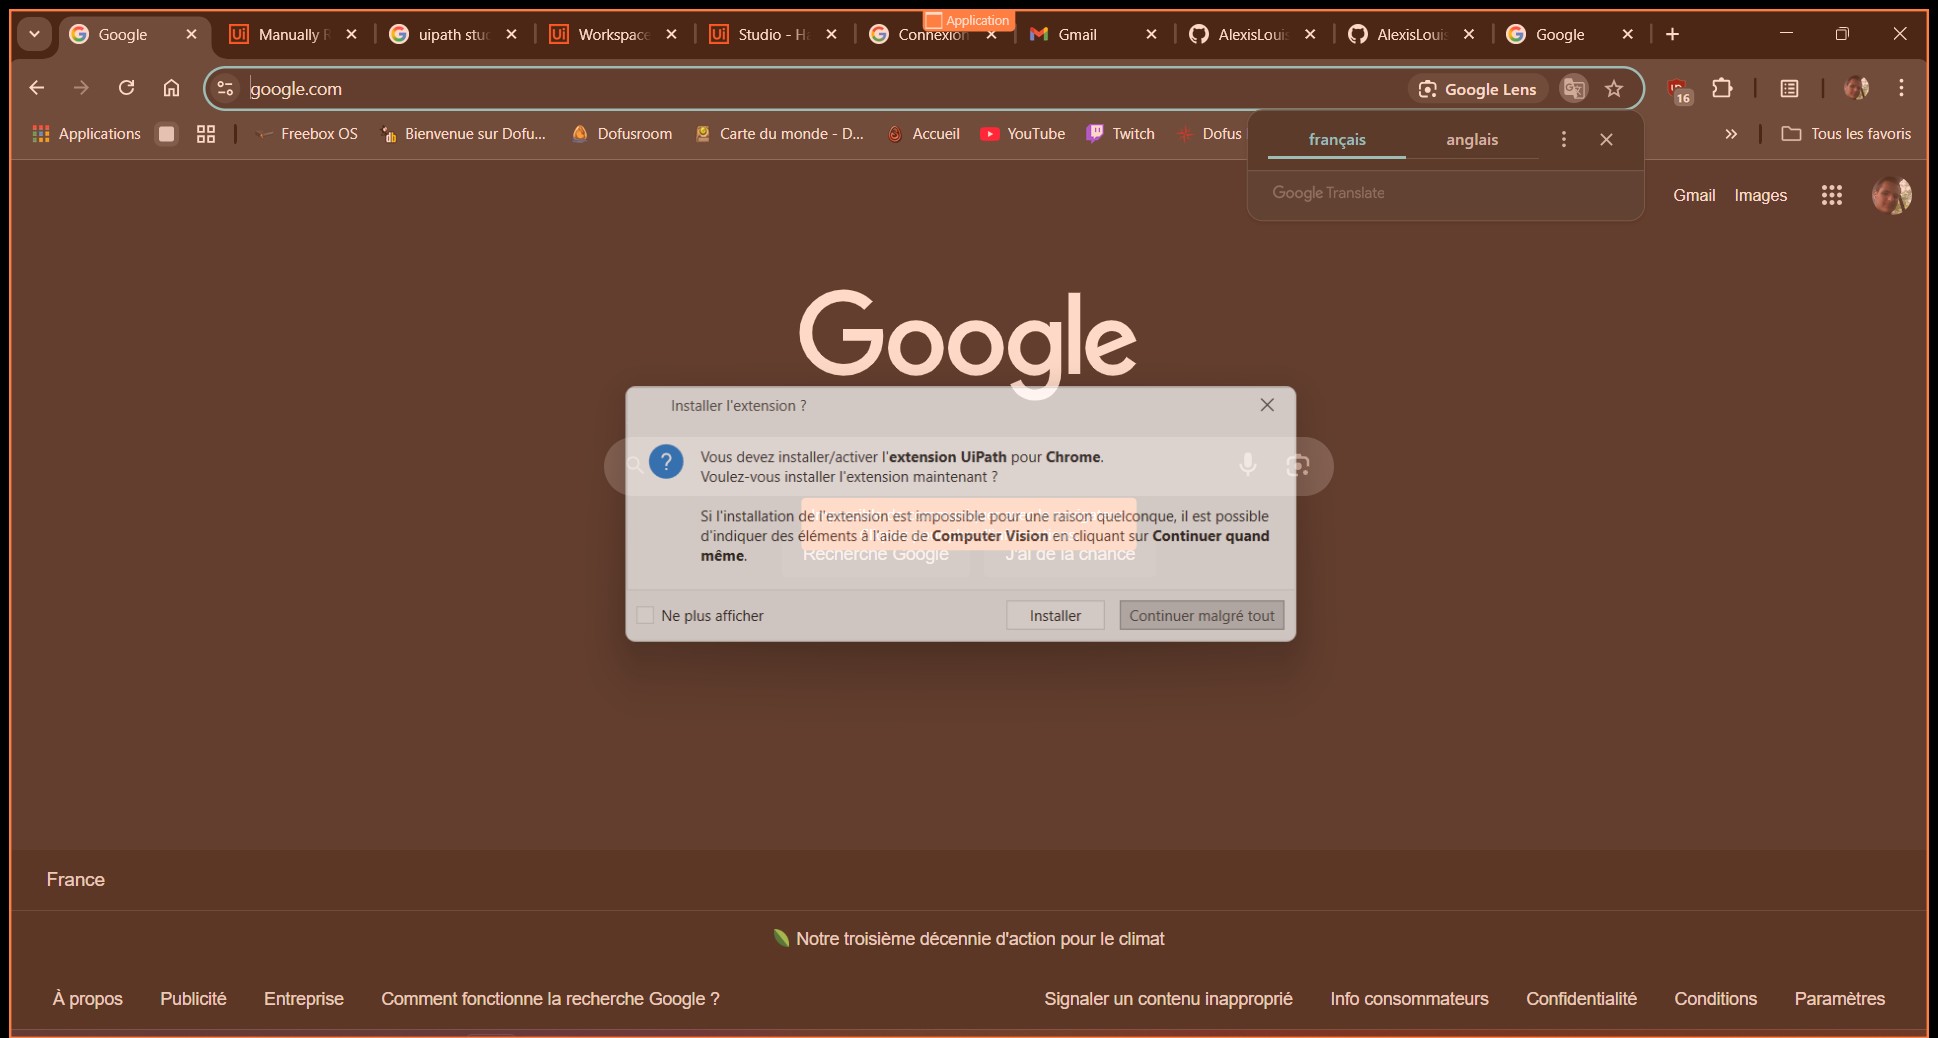 Application
Google
Manually R
uipath stu
Workspace
Studio - Ha
Connexion
Gmail
AlexisLouis
AlexisLouis
Google
google.com
Google Lens
16
Applications
Freebox OS
Bienvenue sur Dofu...
Dofusroom
Carte du monde - D...
Accueil
YouTube
Twitch
Dofus
Tous les favoris
français
anglais
Google Translate
Gmail
Images
Google
Installer l'extension ?
Vous devez installer/activer l'extension UiPath pour Chrome.
Voulez-vous installer l'extension maintenant ?
Si l'installation de l'extension est impossible pour une raison quelconque, il est possible
d'indiquer des éléments à l'aide de Computer Vision en cliquant sur Continuer quand
même.
Recherche Google
J'ai de la chance
Ne plus afficher
Installer
Continuer malgré tout
France
Notre troisième décennie d'action pour le climat
À propos
Publicité
Entreprise
Comment fonctionne la recherche Google ?
Signaler un contenu inapproprié
Info consommateurs
Confidentialité
Conditions
Paramètres